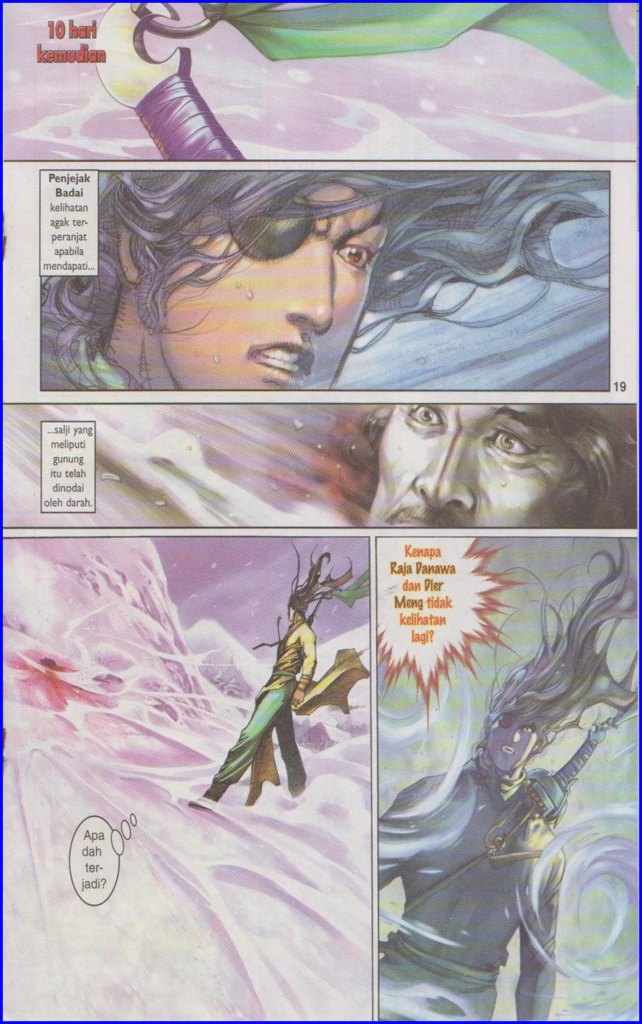 10 hari
kemudian
Penjejak
Badai
kelihatan
agak ter-
peranjat
apabila
mendapati...
19
...salji yang
meliputi
gunung
itu telah
dinodai
oleh darah.
Kenapa
Raja Danawa
dan Dier
Meng tidak
kelihatan
lagi?
Apa
dah
ter-
jadi?